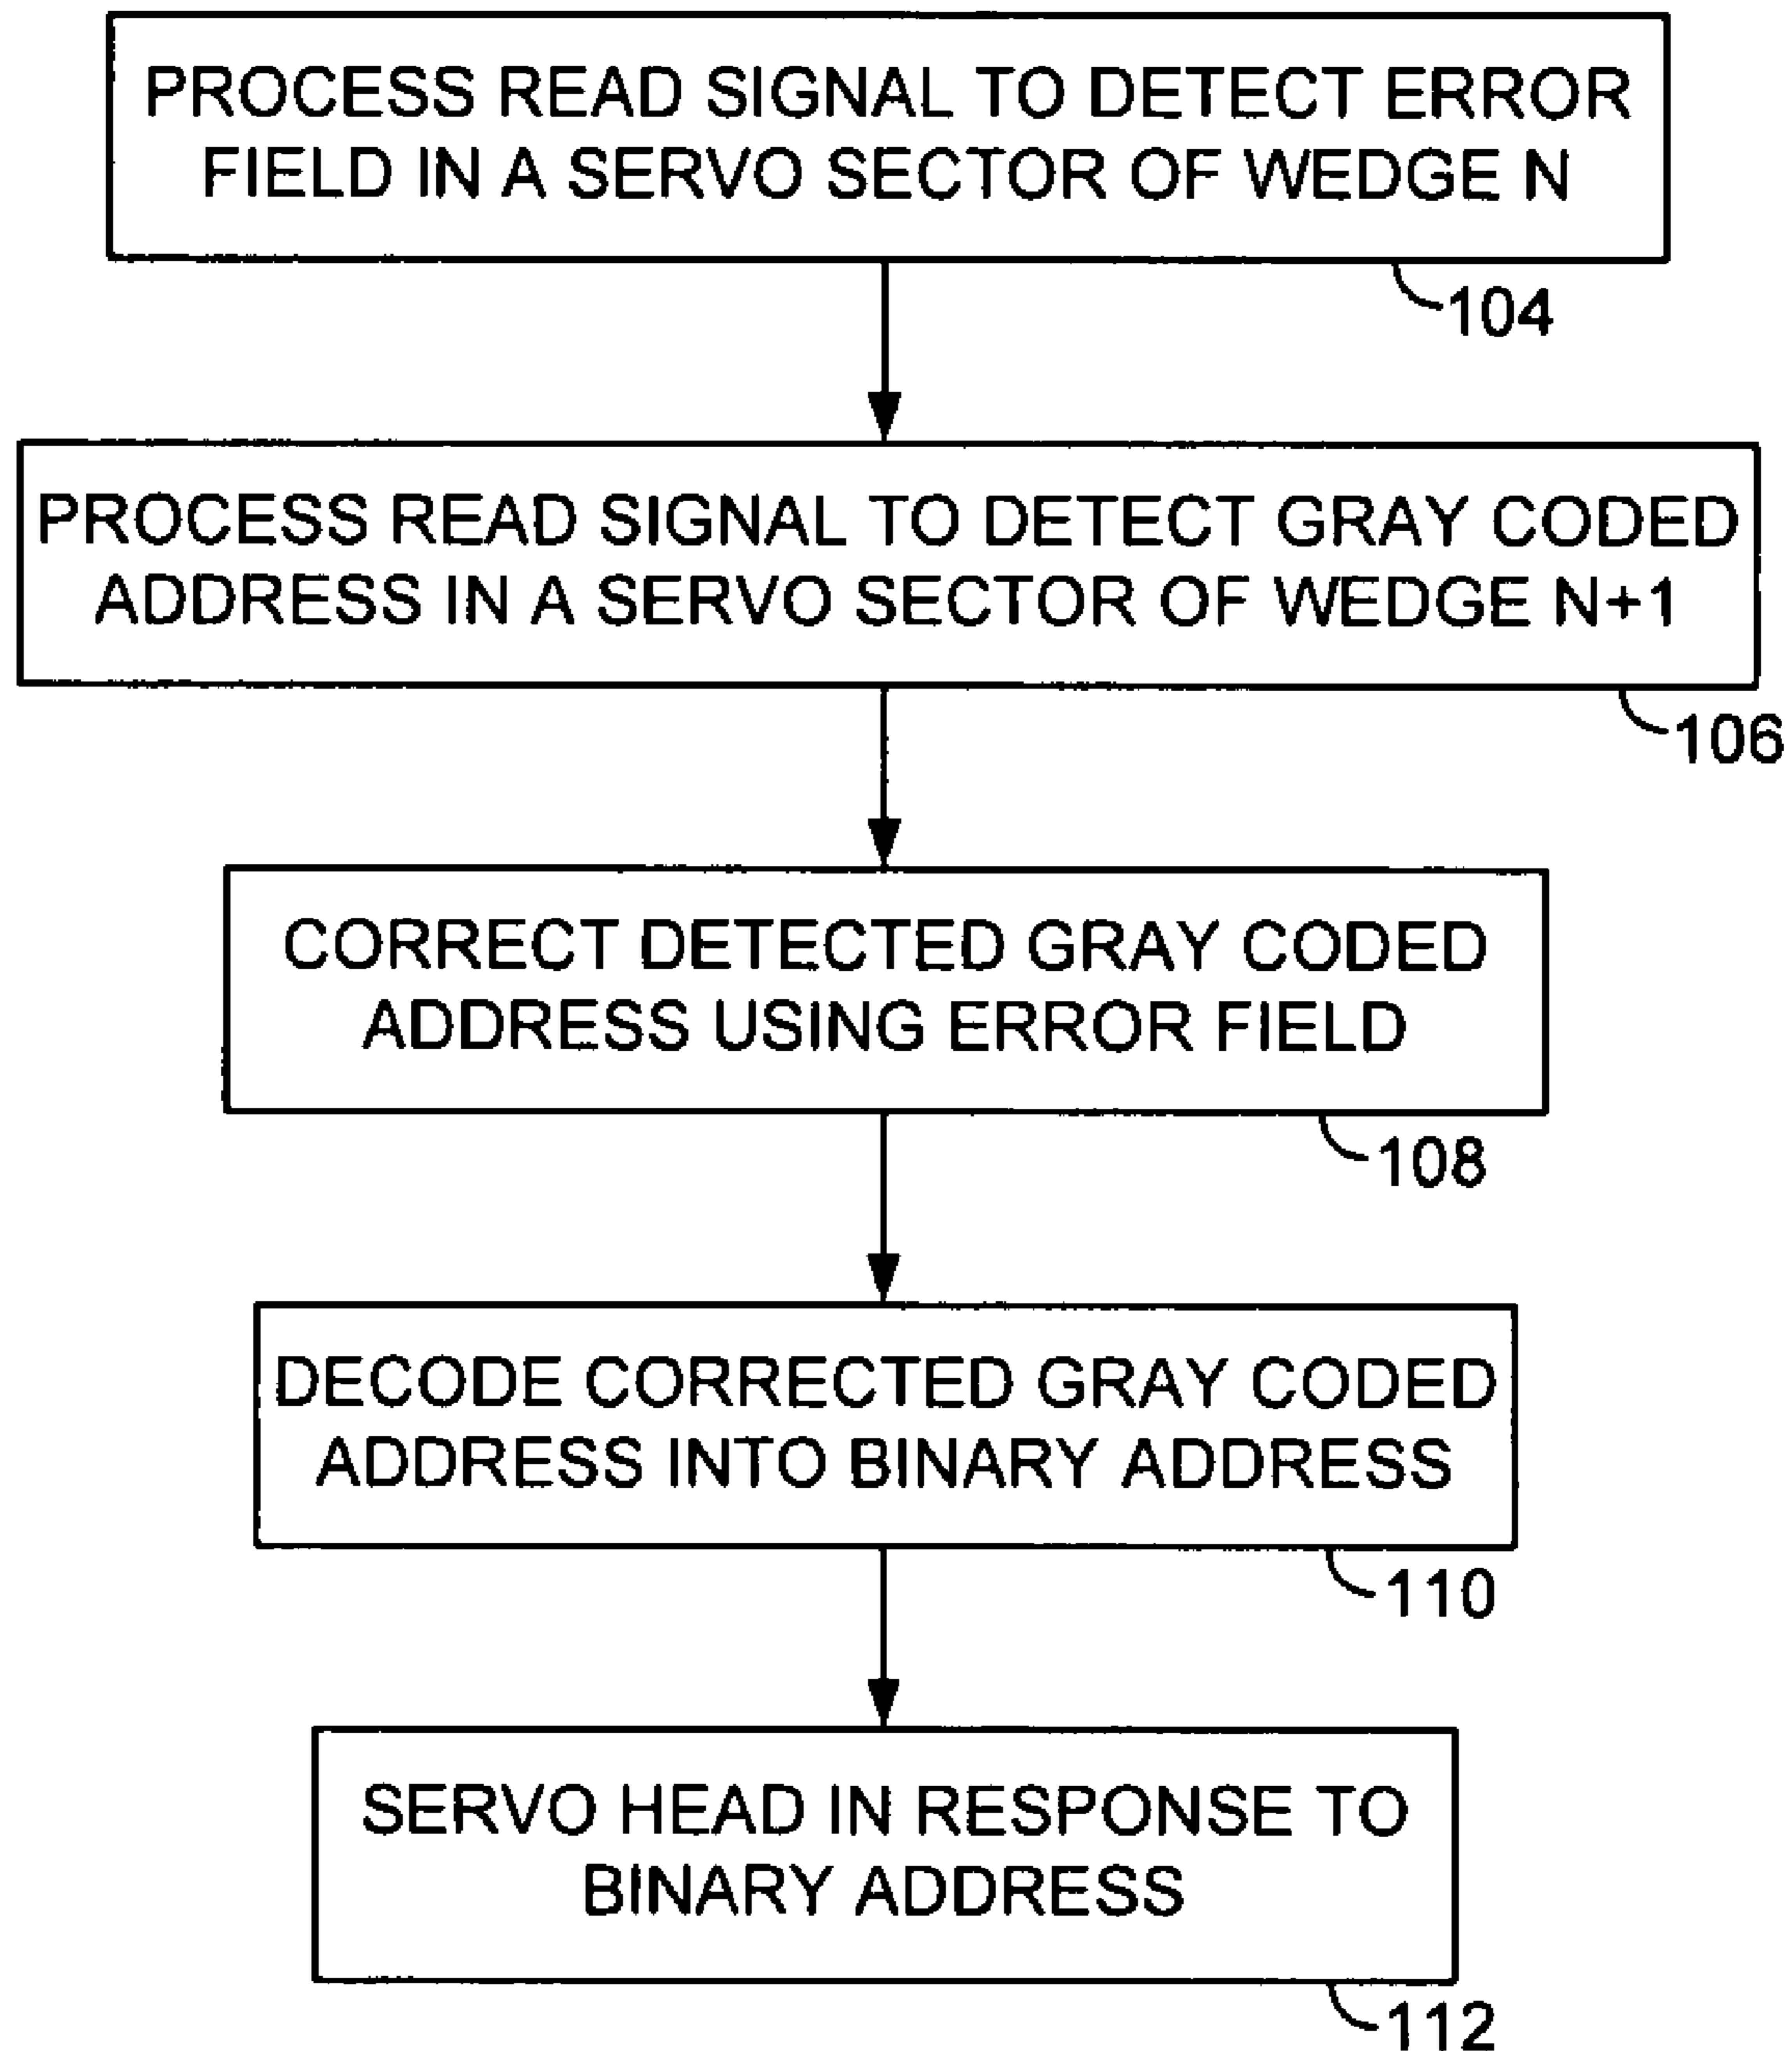 PROCESS READ SIGNAL TO DETECT ERROR
FIELD IN A SERVO SECTOR OF WEDGE N
104
PROCESS READ SIGNAL TO DETECT GRAY CODED
ADDRESS IN A SERVO SECTOR OF WEDGE N+1
106
CORRECT DETECTED GRAY CODED
ADDRESS USING ERROR FIELD
108
DECODE CORRECTED GRAY CODED
ADDRESS INTO BINARY ADDRESS
110
SERVO HEAD IN RESPONSE TO
BINARY ADDRESS
112